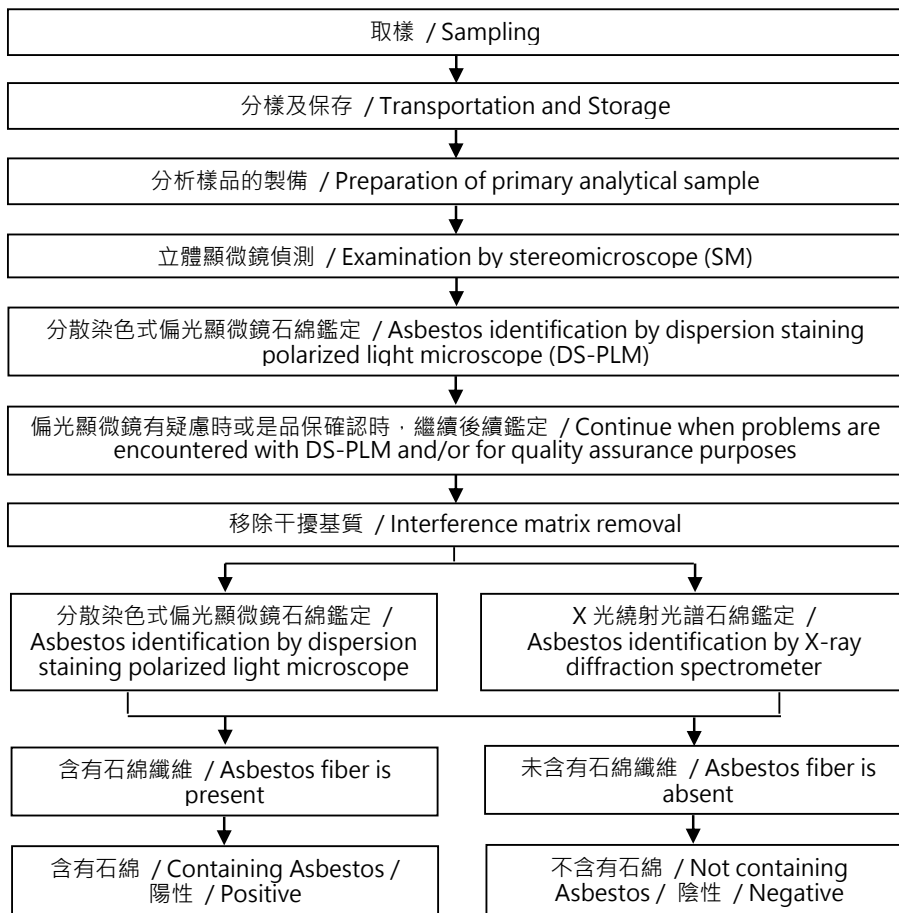 取樣 / Sampling
分樣及保存 / Transportation and Storage
分析樣品的製備 / Preparation of primary analytical sample
立體顯微鏡偵測 / Examination by stereomicroscope (SM)
分散染色式偏光顯微鏡石綿鑑定 / Asbestos identification by dispersion staining
polarized light microscope (DS-PLM)
偏光顯微鏡有疑慮時或是品保確認時，繼續後續鑑定 / Continue when problems are
encountered with DS-PLM and/or for quality assurance purposes
移除干擾基質 / Interference matrix removal
分散染色式偏光顯微鏡石綿鑑定 /
Asbestos identification by dispersion
staining polarized light microscope
X 光繞射光譜石綿鑑定 /
Asbestos identification by X-ray
diffraction spectrometer
含有石綿纖維 / Asbestos fiber is
present
未含有石綿纖維 / Asbestos fiber is
absent
含有石綿 / Containing Asbestos /
陽性 / Positive
不含有石綿 / Not containing
Asbestos / 陰性 / Negative